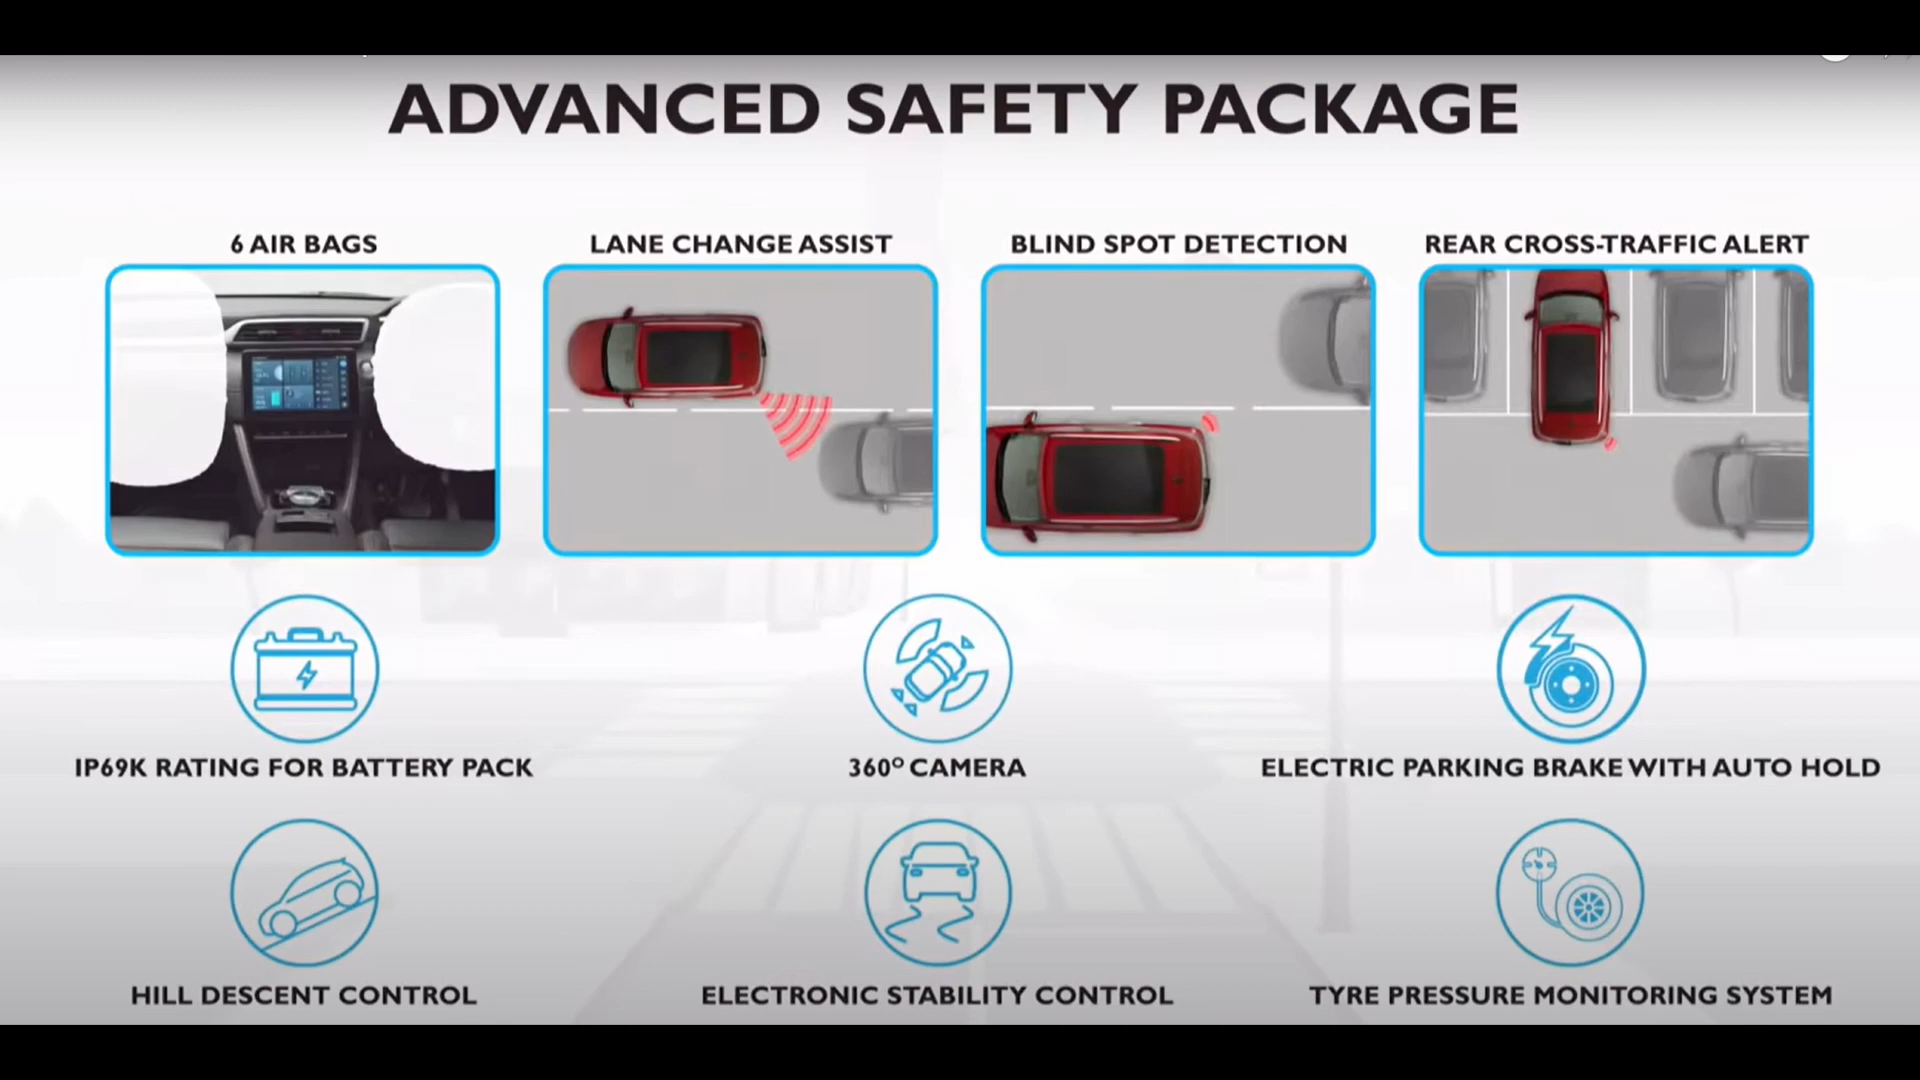 ADVANCED SAFETY PACKAGE
6 AIR BAGS
LANE CHANGE ASSIST
BLIND SPOT DETECTION
REAR CROSS-TRAFFIC ALERT
IP69K RATING FOR BATTERY PACK
360° CAMERA
ELECTRIC PARKING BRAKE WITH AUTO HOLD
HILL DESCENT CONTROL
ELECTRONIC STABILITY CONTROL
TYRE PRESSURE MONITORING SYSTEM